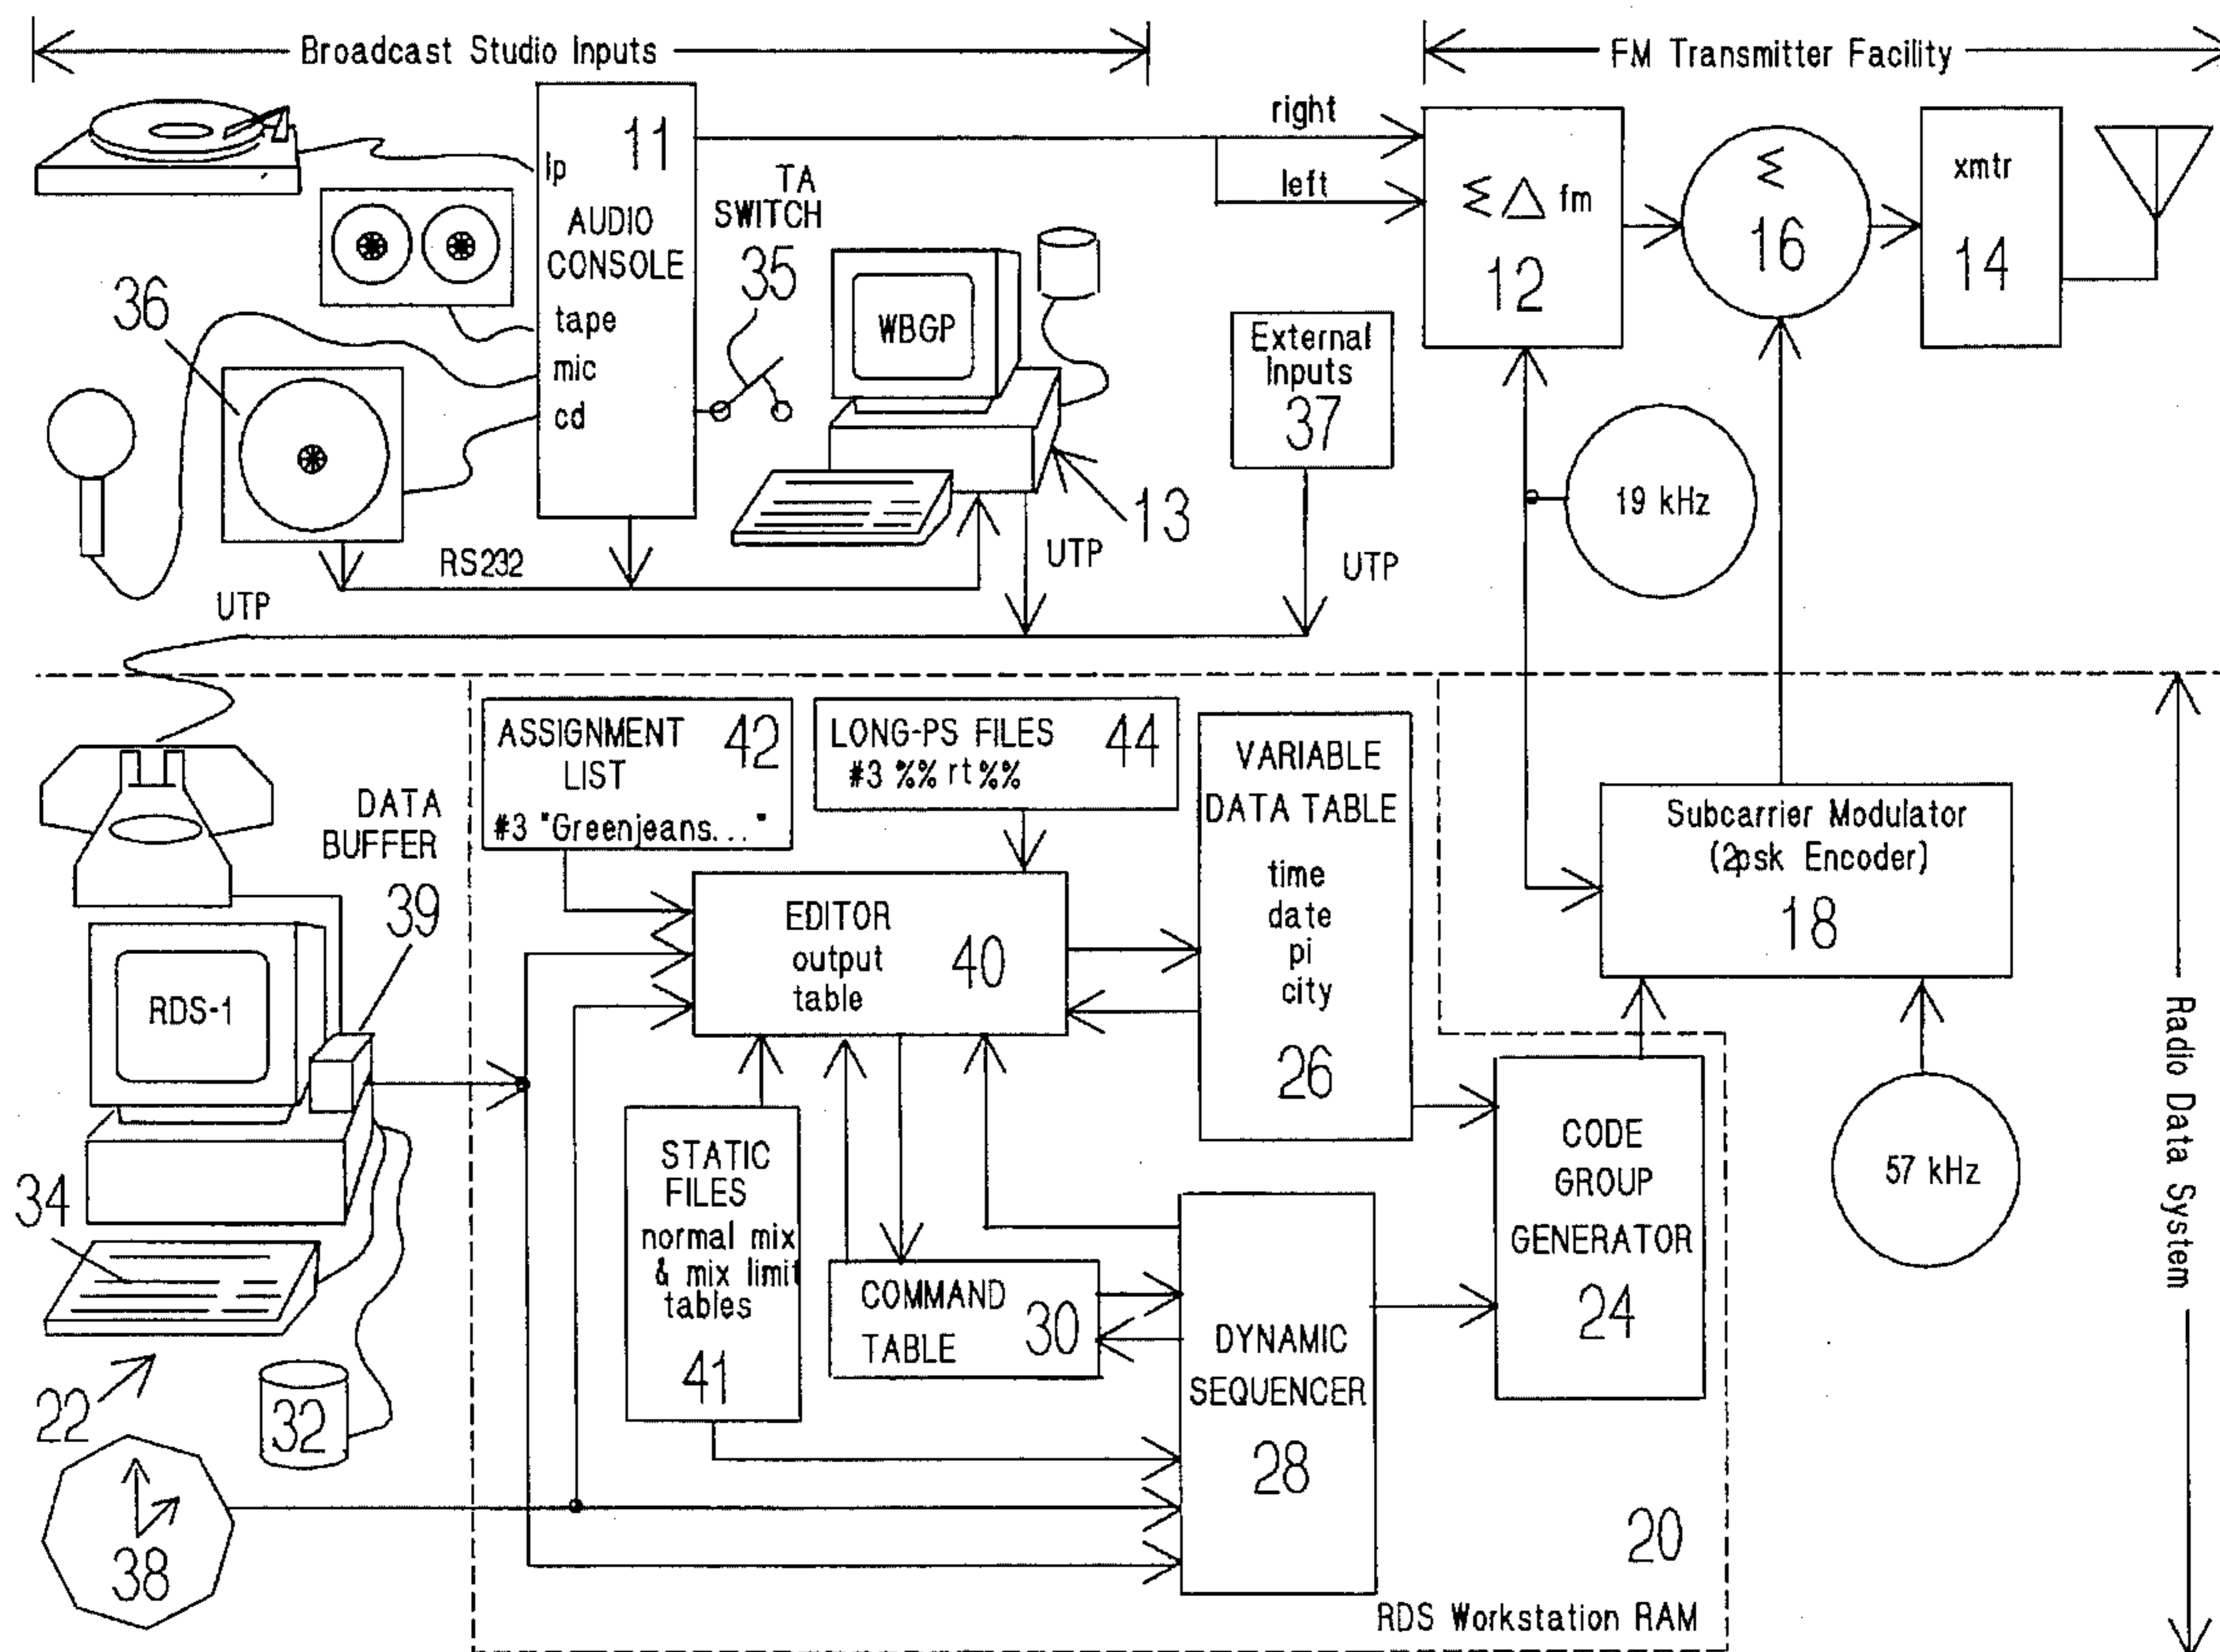 Broadcast Studio Inputs
FM Transmitter Facility
11
lp
AUDIO
CONSOLE
tape
mic
cd
TA
SWITCH
35
36
WBGP
13
right
left
Σ Δ fm
12
Σ
16
xmtr
14
External
Inputs
37
19 kHz
RS232
UTP
UTP
UTP
ASSIGNMENT
LIST
42
#3 "Greenjeans..."
LONG-PS FILES
#3 %% rt %%
44
VARIABLE
DATA TABLE
time
date
pi
city
26
DATA
BUFFER
39
EDITOR
output
table
40
Subcarrier Modulator
(2psk Encoder)
18
RDS-1
34
22
32
38
STATIC
FILES
normal mix
& mix limit
tables
41
COMMAND
TABLE
30
DYNAMIC
SEQUENCER
28
CODE
GROUP
GENERATOR
24
57 kHz
Radio Data System
20
RDS Workstation RAM